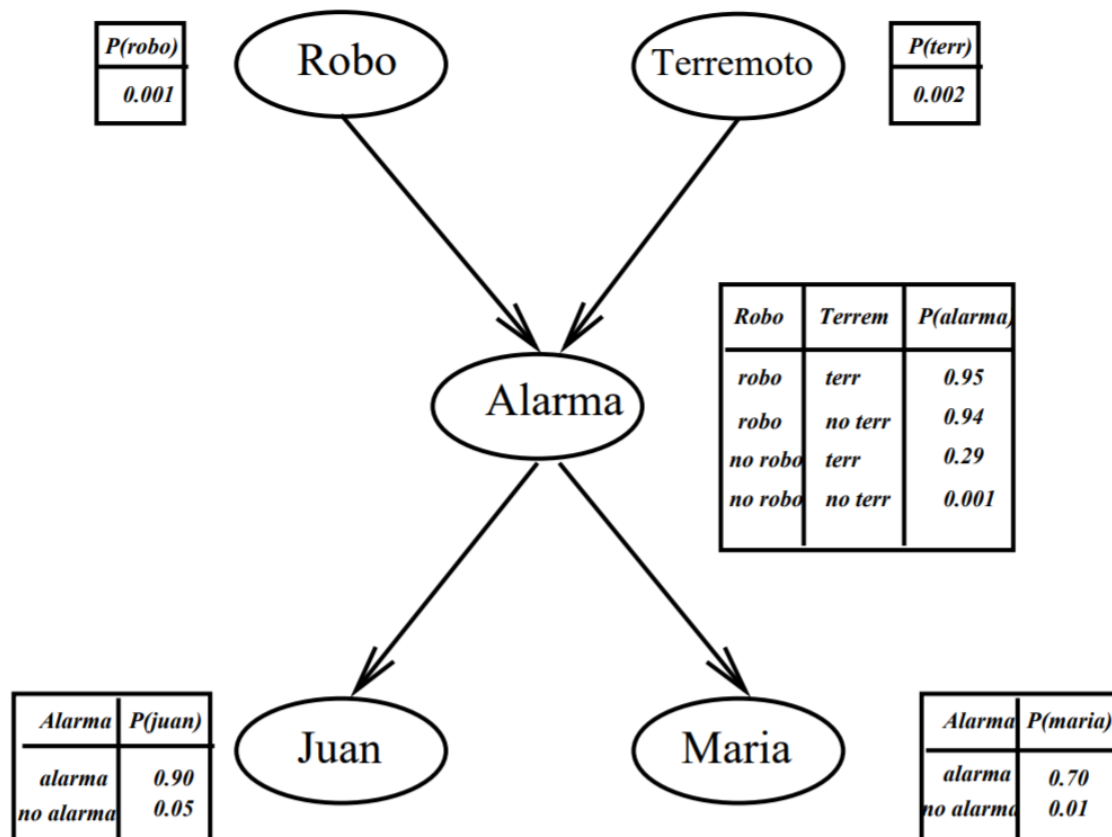 P(robo)
0.001
Robo
Terremoto
P(terr)
0.002
Robo Terrem P(alarma)
robo terr 0.95
robo no terr 0.94
no robo terr 0.29
no robo no terr 0.001
Alarma
Alarma P(juan)
alarma 0.90
no alarma 0.05
Juan
Maria
Alarma P(maria)
alarma 0.70
no alarma 0.01